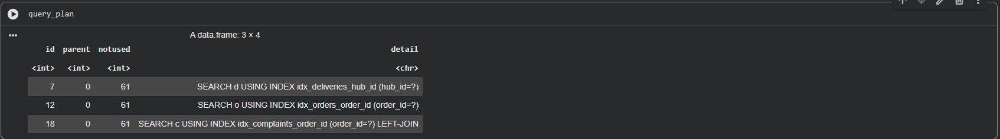 query_plan
A data.frame: 3 × 4
id parent notused detail
<int> <int> <int> <chr>
7 0 61 SEARCH d USING INDEX idx_deliveries_hub_id (hub_id=?)
12 0 61 SEARCH o USING INDEX idx_orders_order_id (order_id=?)
18 0 61 SEARCH c USING INDEX idx_complaints_order_id (order_id=?) LEFT-JOIN